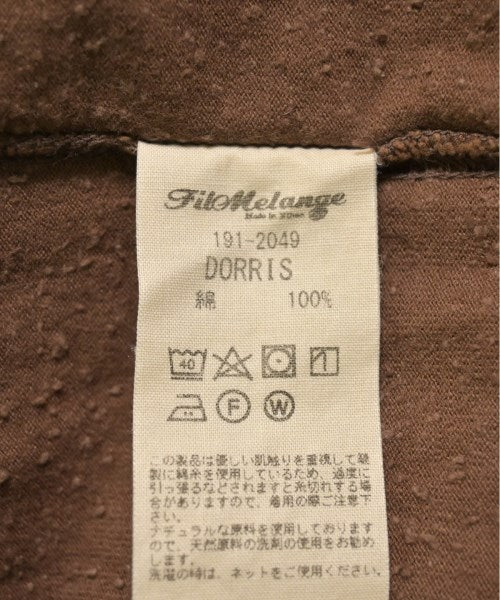 FilMelange
Made in Nihon
191-2049
DORRIS
綿 100%
40
F W
この製品は優しい肌触りを重視して縫
製に綿糸を使用しているため、過度に
引っ張るなどされますと糸切れする場
合がありますので、着用の際ご注意下
さい。
ナチュラルな原料を使用しております
ので、天然原料の洗剤の使用をお勧め
します。
洗濯の時は、ネットをご使用ください。